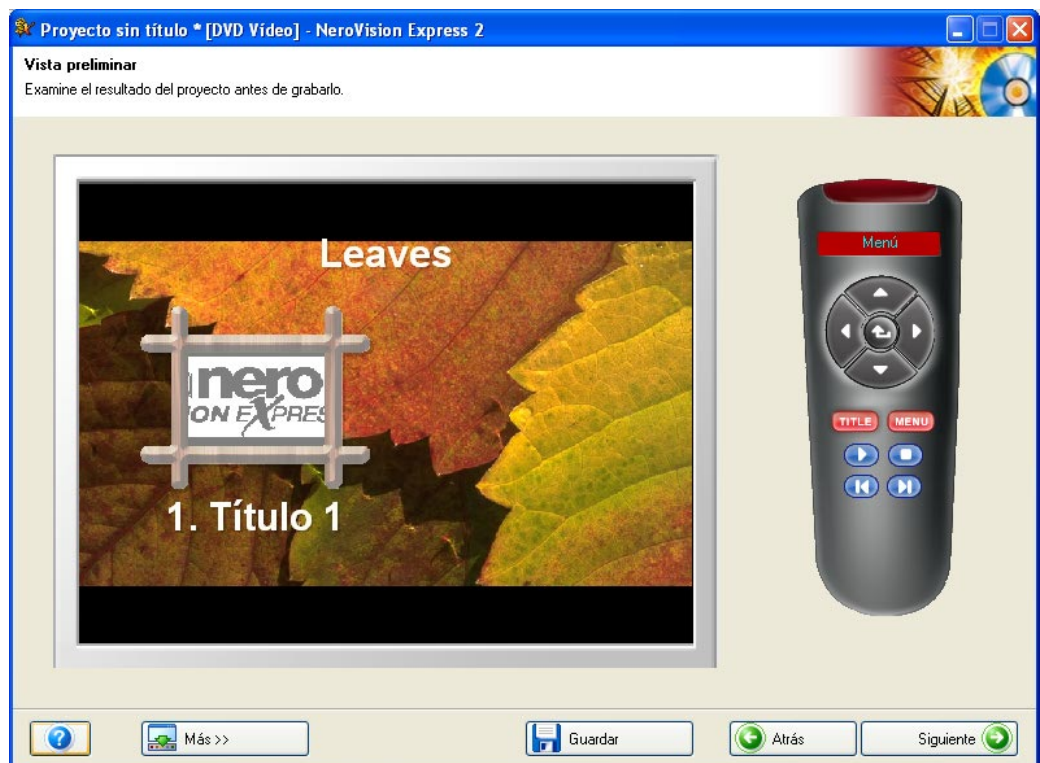 Proyecto sin título * [DVD Vídeo] - NeroVision Express 2
Vista preliminar
Examine el resultado del proyecto antes de grabarlo.
Leaves
Menú
nero
ION EXPRES
TITLE MENU
1. Título 1
Más >>
Guardar
Atrás
Siguiente